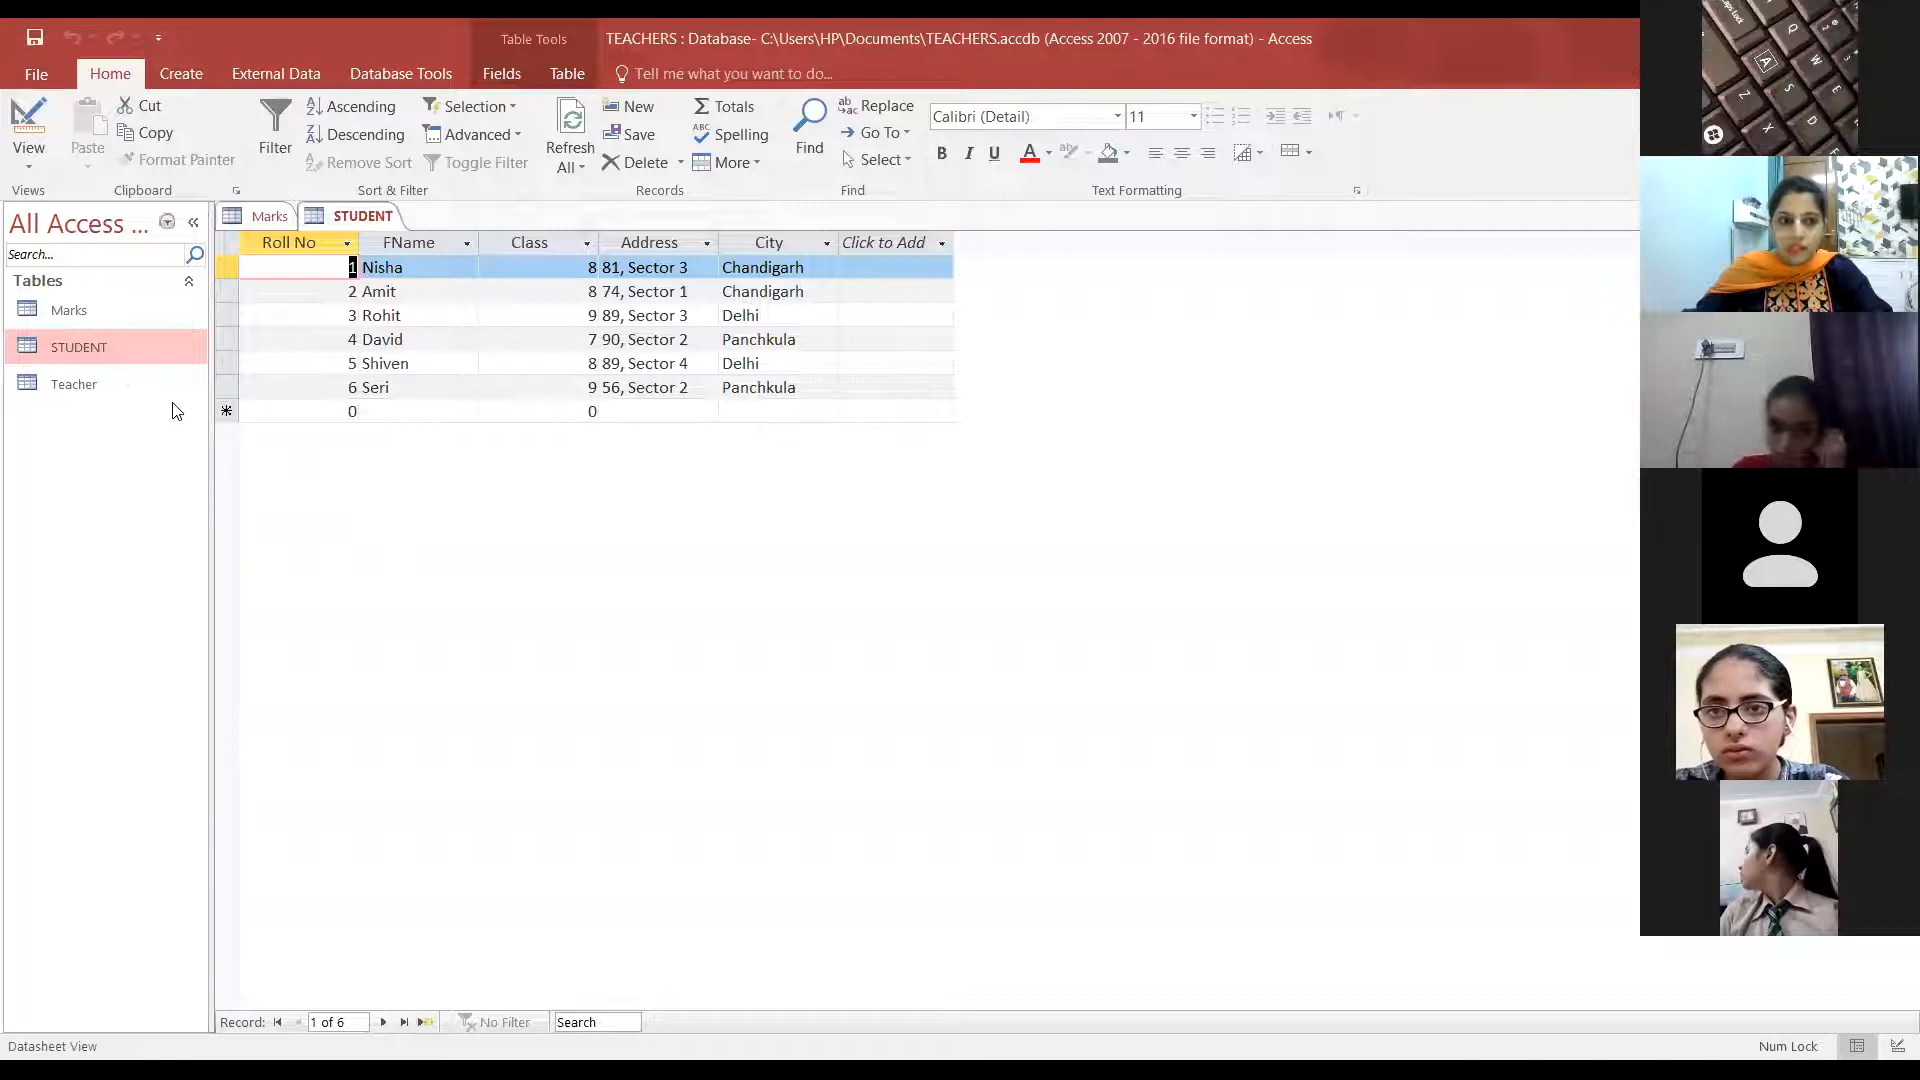 Table Tools
TEACHERS : Database- C:\Users\HP\Documents\TEACHERS.accdb (Access 2007 - 2016 file format) - Access
File Home Create External Data Database Tools Fields Table Tell me what you want to do...
View
Views
Paste
Cut
Copy
Format Painter
Clipboard
Filter
Ascending
Descending
Remove Sort
Selection
Advanced
Toggle Filter
Sort & Filter
Refresh
All
New
Save
Delete
Totals
Spelling
More
Records
Find
Replace
Go To
Select
Find
Calibri (Detail) 11
B I U A
Text Formatting
All Access ...
Search...
Tables
Marks
STUDENT
Teacher
Marks STUDENT
Roll No FName Class Address City Click to Add
1 Nisha 8 81, Sector 3 Chandigarh
2 Amit 8 74, Sector 1 Chandigarh
3 Rohit 9 89, Sector 3 Delhi
4 David 7 90, Sector 2 Panchkula
5 Shiven 8 89, Sector 4 Delhi
6 Seri 9 56, Sector 2 Panchkula
0 0
Record: 1 of 6 No Filter Search
Datasheet View Num Lock
Caps Lock
Q
A W
Z S E
X D